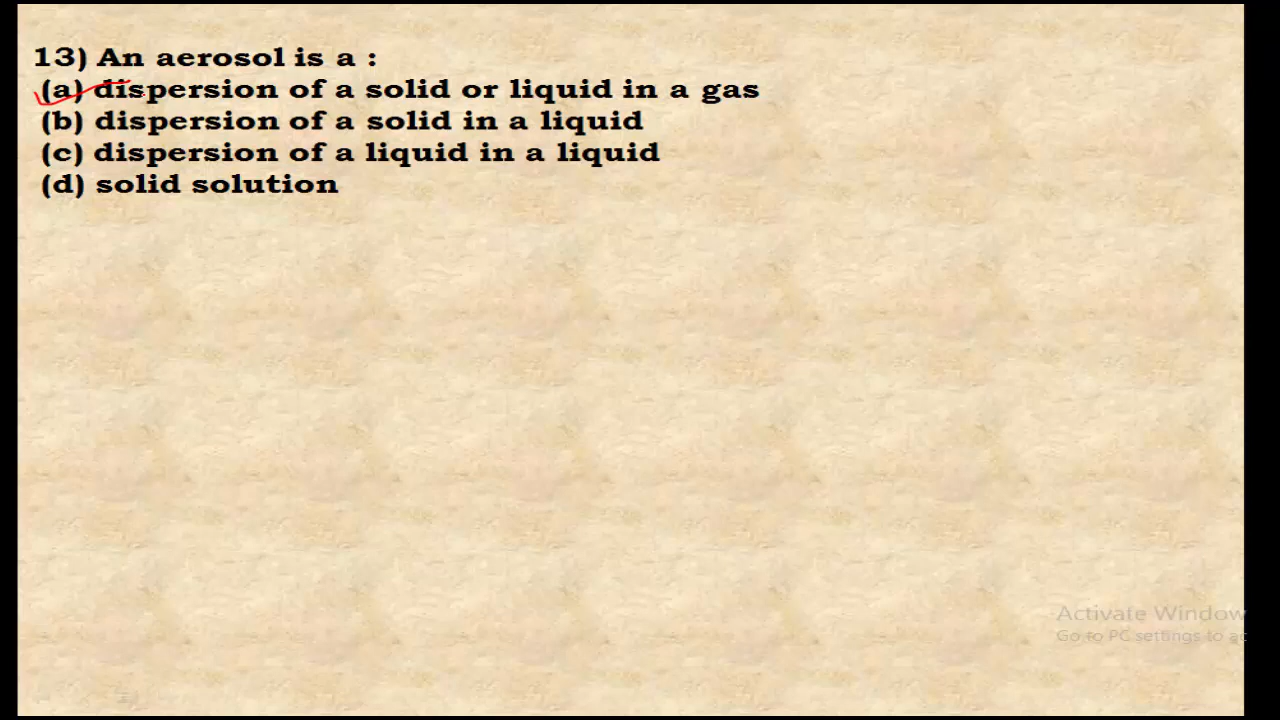 13) An aerosol is a :
(a) dispersion of a solid or liquid in a gas
(b) dispersion of a solid in a liquid
(c) dispersion of a liquid in a liquid
(d) solid solution
Activate Window
Go to PC settings to ac